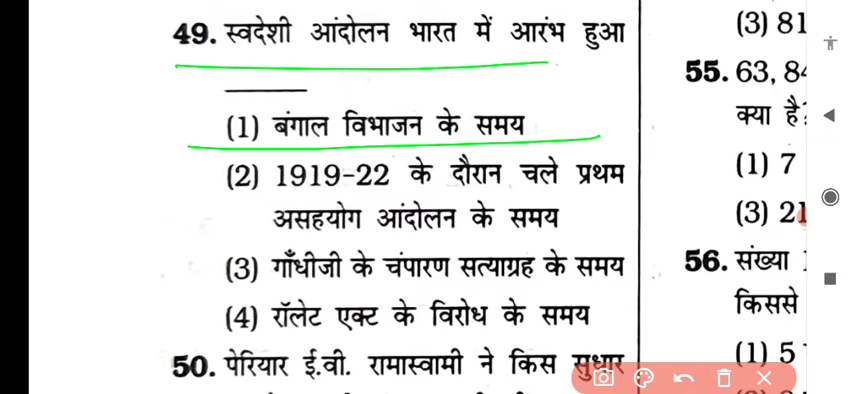 49. स्वदेशी आंदोलन भारत में आरंभ हुआ
(1) बंगाल विभाजन के समय
(2) 1919-22 के दौरान चले प्रथम
असहयोग आंदोलन के समय
(3) गाँधीजी के चंपारण सत्याग्रह के समय
(4) रॉलेट एक्ट के विरोध के समय
50. पेरियार ई.वी. रामास्वामी ने किस सुधार
(3) 81
55. 63, 84
क्या है?
(1) 7
(3) 21
56. संख्या
किससे
(1) 5